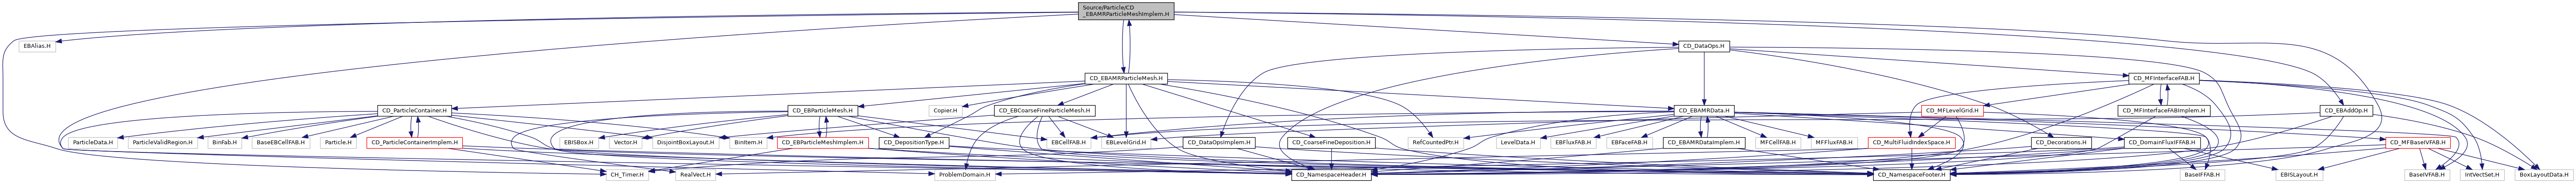 Source/Particle/CD
_EBAMRParticleMeshImplem.H
EBAlias.H
CD_DataOps.H
CD_EBAMRParticleMesh.H
CD_MFInterfaceFAB.H
CD_ParticleContainer.H
CD_EBParticleMesh.H
Copier.H
CD_EBCoarseFineParticleMesh.H
CD_EBAMRData.H
CD_MFLevelGrid.H
CD_MFInterfaceFABImplem.H
CD_EBAddOp.H
ParticleData.H
ParticleValidRegion.H
BinFab.H
BaseEBCellFAB.H
Particle.H
CD_ParticleContainerImplem.H
EBISBox.H
Vector.H
DisjointBoxLayout.H
BinItem.H
CD_EBParticleMeshImplem.H
CD_DepositionType.H
EBCellFAB.H
EBLevelGrid.H
CD_DataOpsImplem.H
CD_CoarseFineDeposition.H
RefCountedPtr.H
LevelData.H
EBFluxFAB.H
EBFaceFAB.H
CD_EBAMRDataImplem.H
MFCellFAB.H
MFFluxFAB.H
CD_MultiFluidIndexSpace.H
CD_Decorations.H
CD_DomainFluxIFFAB.H
CD_MFBaseIVFAB.H
CH_Timer.H
RealVect.H
ProblemDomain.H
CD_NamespaceHeader.H
CD_NamespaceFooter.H
BaseIFFAB.H
EBISLayout.H
BaseIVFAB.H
IntVectSet.H
BoxLayoutData.H